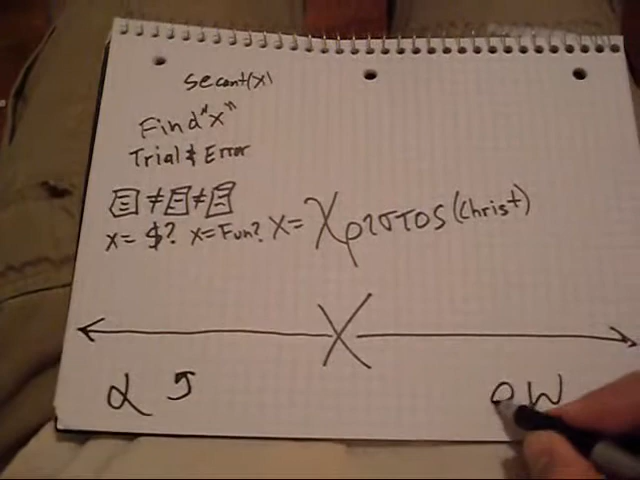 secant(x)
Find "x"
Trial & Error
≠ ≠
x= $? x=Fun? X= Χριστος (Christ)
X
α
ω